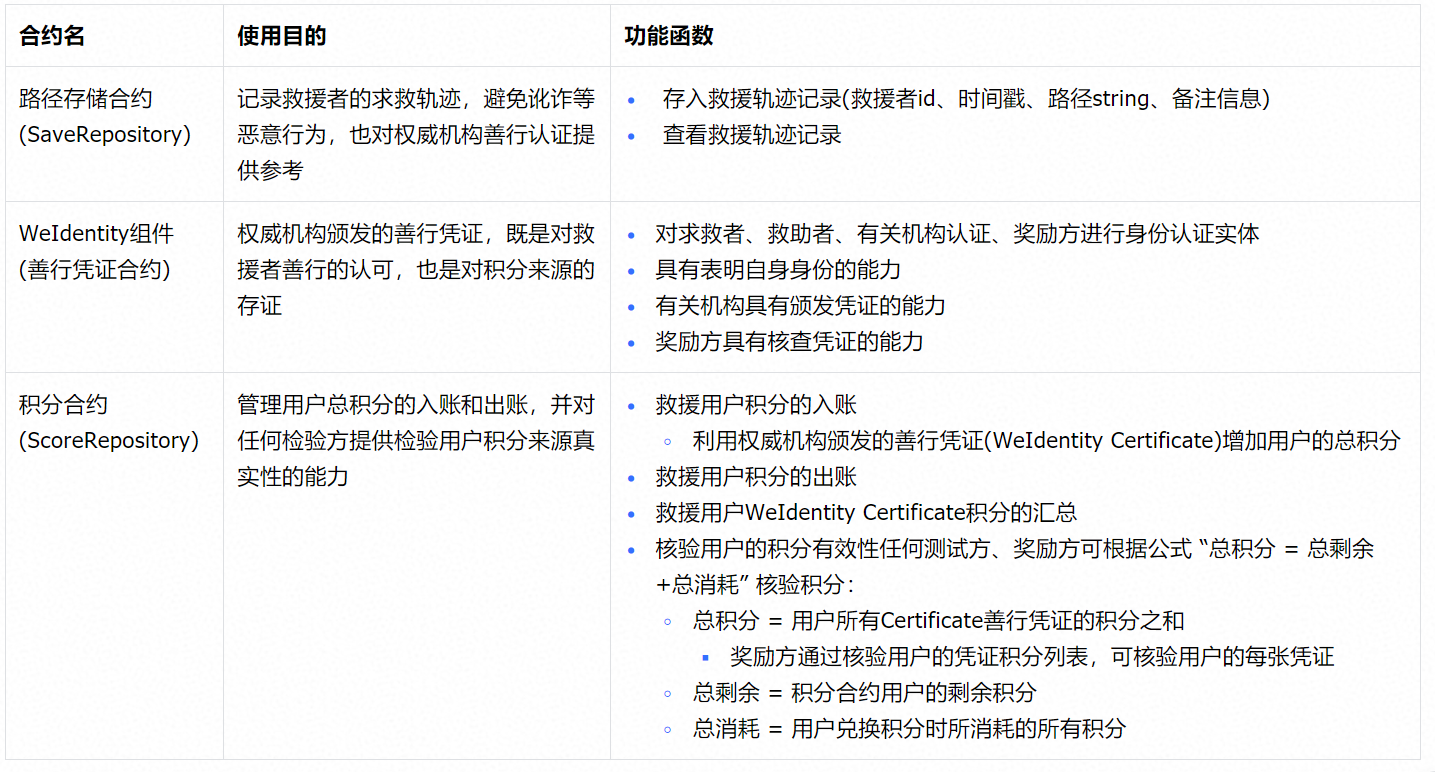 合约名
使用目的
功能函数
路径存储合约
(SaveRepository)
记录救援者的求救轨迹，避免讹诈等
恶意行为，也对权威机构善行认证提
供参考
存入救援轨迹记录(救援者id、时间戳、路径string、备注信息)
查看救援轨迹记录
WeIdentity组件
(善行凭证合约)
权威机构颁发的善行凭证，既是对救
援者善行的认可，也是对积分来源的
存证
对求救者、救助者、有关机构认证、奖励方进行身份认证实体
具有表明自身身份的能力
有关机构具有颁发凭证的能力
奖励方具有核查凭证的能力
积分合约
(ScoreRepository)
管理用户总积分的入账和出账，并对
任何检验方提供检验用户积分来源真
实性的能力
救援用户积分的入账
利用权威机构颁发的善行凭证(WeIdentity Certificate)增加用户的总积分
救援用户积分的出账
救援用户WeIdentity Certificate积分的汇总
核验用户的积分有效性任何测试方、奖励方可根据公式 “总积分 = 总剩余
+总消耗” 核验积分：
总积分 = 用户所有Certificate善行凭证的积分之和
奖励方通过核验用户的凭证积分列表，可核验用户的每张凭证
总剩余 = 积分合约用户的剩余积分
总消耗 = 用户兑换积分时所消耗的所有积分